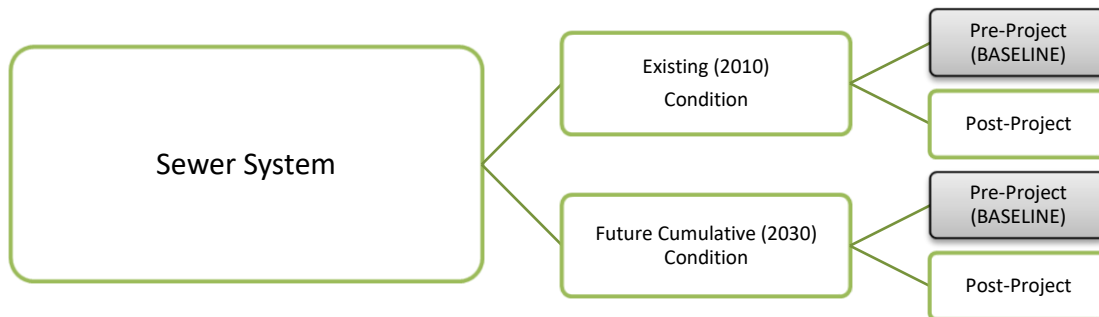 Sewer System
Existing (2010)
Condition
Pre-Project
(BASELINE)
Post-Project
Future Cumulative (2030)
Condition
Pre-Project
(BASELINE)
Post-Project